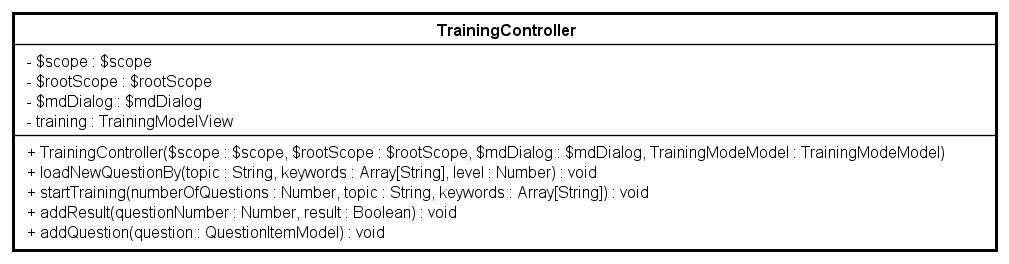 TrainingController
- $scope : $scope
- $rootScope : $rootScope
- $mdDialog : $mdDialog
- training : TrainingModelView
+ TrainingController($scope : $scope, $rootScope : $rootScope, $mdDialog : $mdDialog, TrainingModeModel : TrainingModeModel)
+ loadNewQuestionBy(topic : String, keywords : Array[String], level : Number) : void
+ startTraining(numberOfQuestions : Number, topic : String, keywords : Array[String]) : void
+ addResult(questionNumber : Number, result : Boolean) : void
+ addQuestion(question : QuestionItemModel) : void